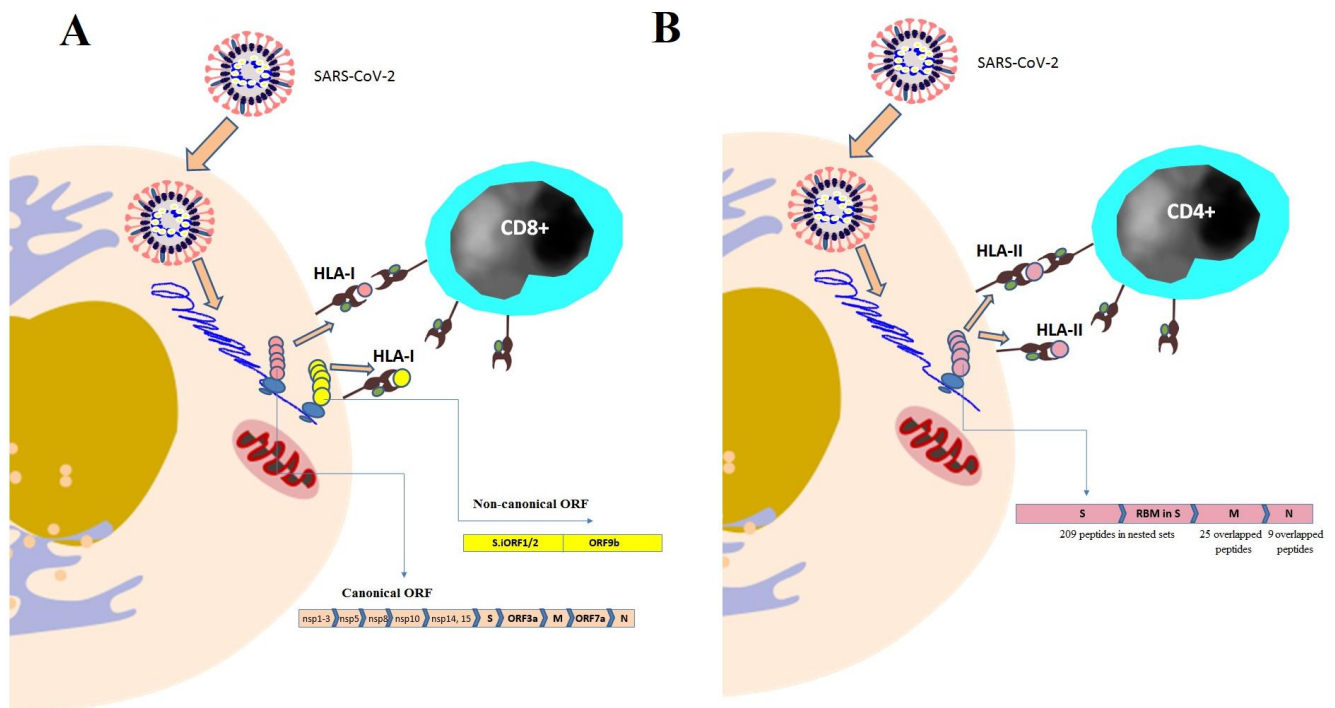 A
SARS-CoV-2
CD8+
HLA-I
HLA-I
Non-canonical ORF
S.iORF1/2 ORF9b
Canonical ORF
nsp1-3 nsp5 nsp8 nsp10 nsp14, 15 S ORF3a M ORF7a N
B
SARS-CoV-2
CD4+
HLA-II
HLA-II
S RBM in S M N
209 peptides in nested sets 25 overlapped 9 overlapped
peptides peptides